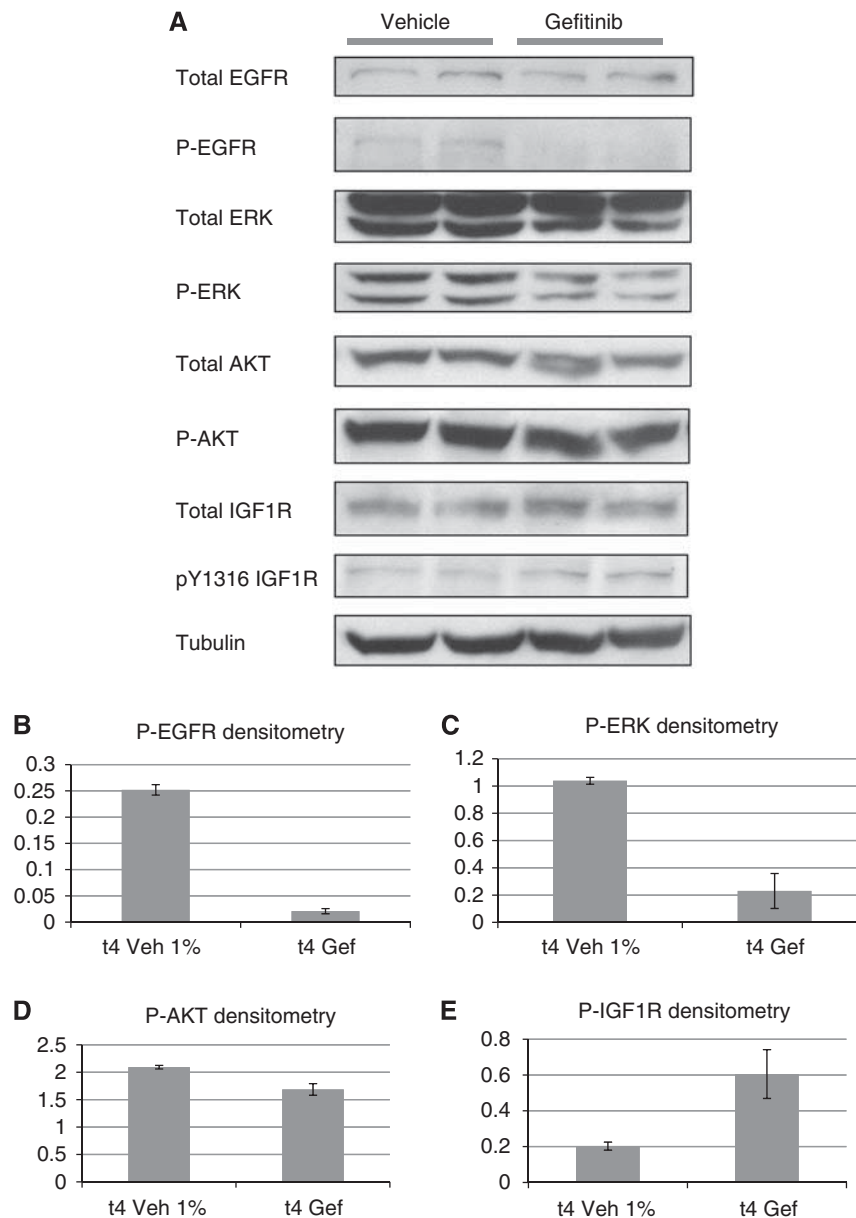 A
Vehicle Gefitinib
Total EGFR
P-EGFR
Total ERK
P-ERK
Total AKT
P-AKT
Total IGF1R
pY1316 IGF1R
Tubulin
B
P-EGFR densitometry
0.3
0.25
0.2
0.15
0.1
0.05
0
t4 Veh 1% t4 Gef
C
P-ERK densitometry
1.2
1
0.8
0.6
0.4
0.2
0
t4 Veh 1% t4 Gef
D
P-AKT densitometry
2.5
2
1.5
1
0.5
0
t4 Veh 1% t4 Gef
E
P-IGF1R densitometry
0.8
0.6
0.4
0.2
0
t4 Veh 1% t4 Gef